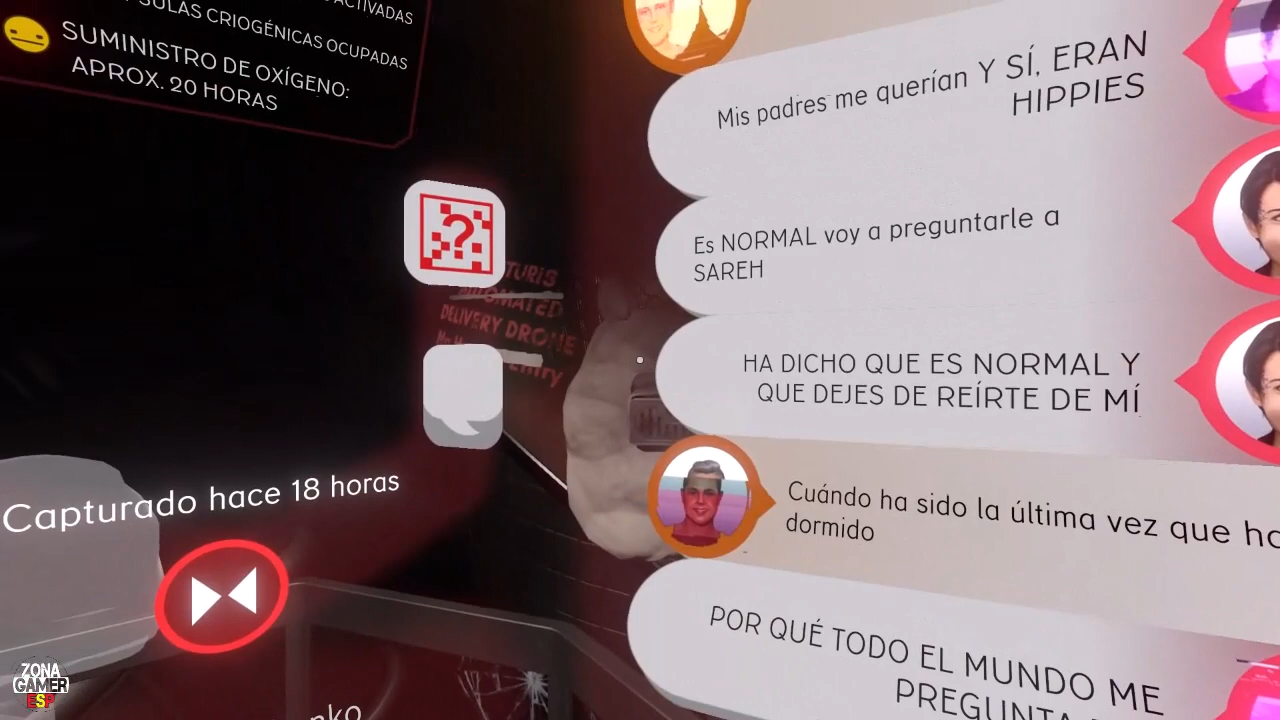 ACTIVADAS
CRIOGÉNICAS OCUPADAS
SUMINISTRO DE OXÍGENO:
APROX. 20 HORAS
Mis padres me querían Y SÍ, ERAN
HIPPIES
Es NORMAL voy a preguntarle a
SAREH
HA DICHO QUE ES NORMAL Y
QUE DEJES DE REÍRTE DE MÍ
?
DELIVERY DRONE
Capturado hace 18 horas
Cuándo ha sido la última vez que
dormido
POR QUÉ TODO EL MUNDO ME
ZONA
GAMER
ESP